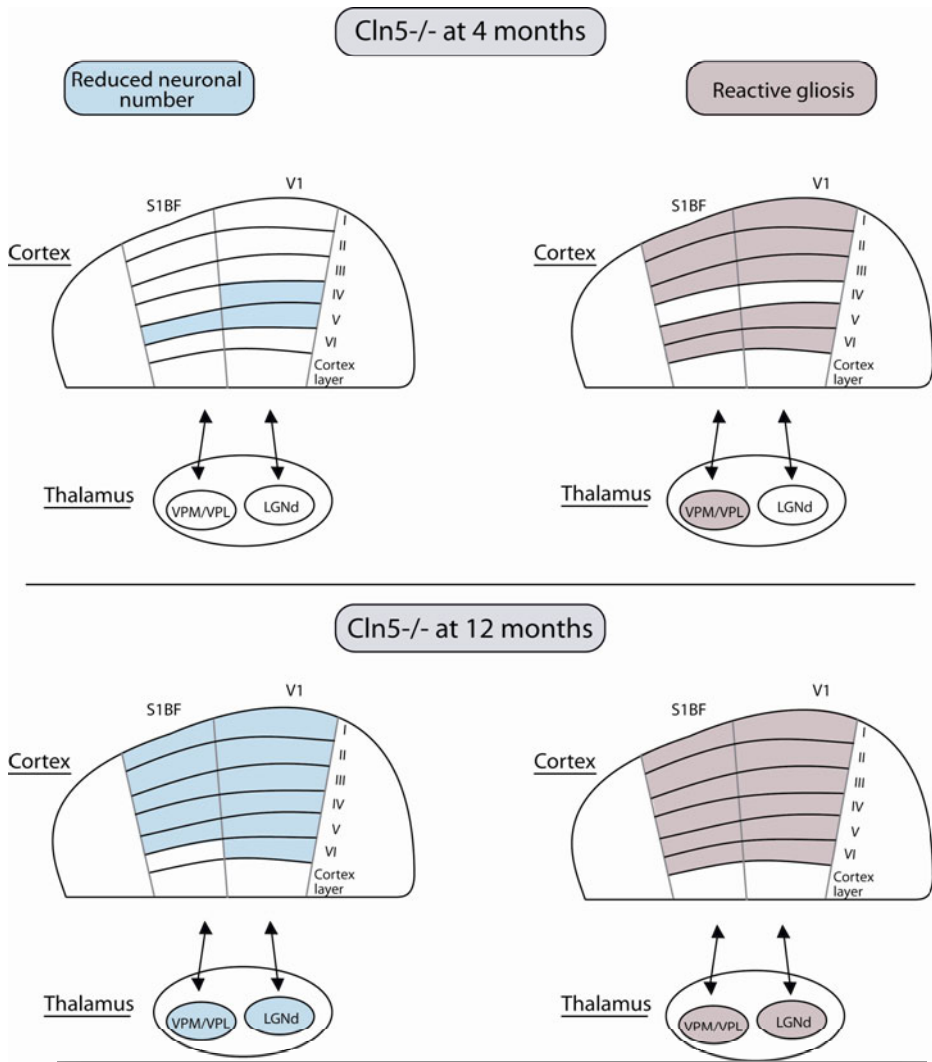 Cln5-/- at 4 months
Reduced neuronal
number
Reactive gliosis
V1
S1BF
Cortex
I
II
III
IV
V
VI
Cortex
layer
Thalamus
VPM/VPL
LGNd
V1
S1BF
Cortex
I
II
III
IV
V
VI
Cortex
layer
Thalamus
VPM/VPL
LGNd
Cln5-/- at 12 months
V1
S1BF
Cortex
I
II
III
IV
V
VI
Cortex
layer
Thalamus
VPM/VPL
LGNd
V1
S1BF
Cortex
I
II
III
IV
V
VI
Cortex
layer
Thalamus
VPM/VPL
LGNd